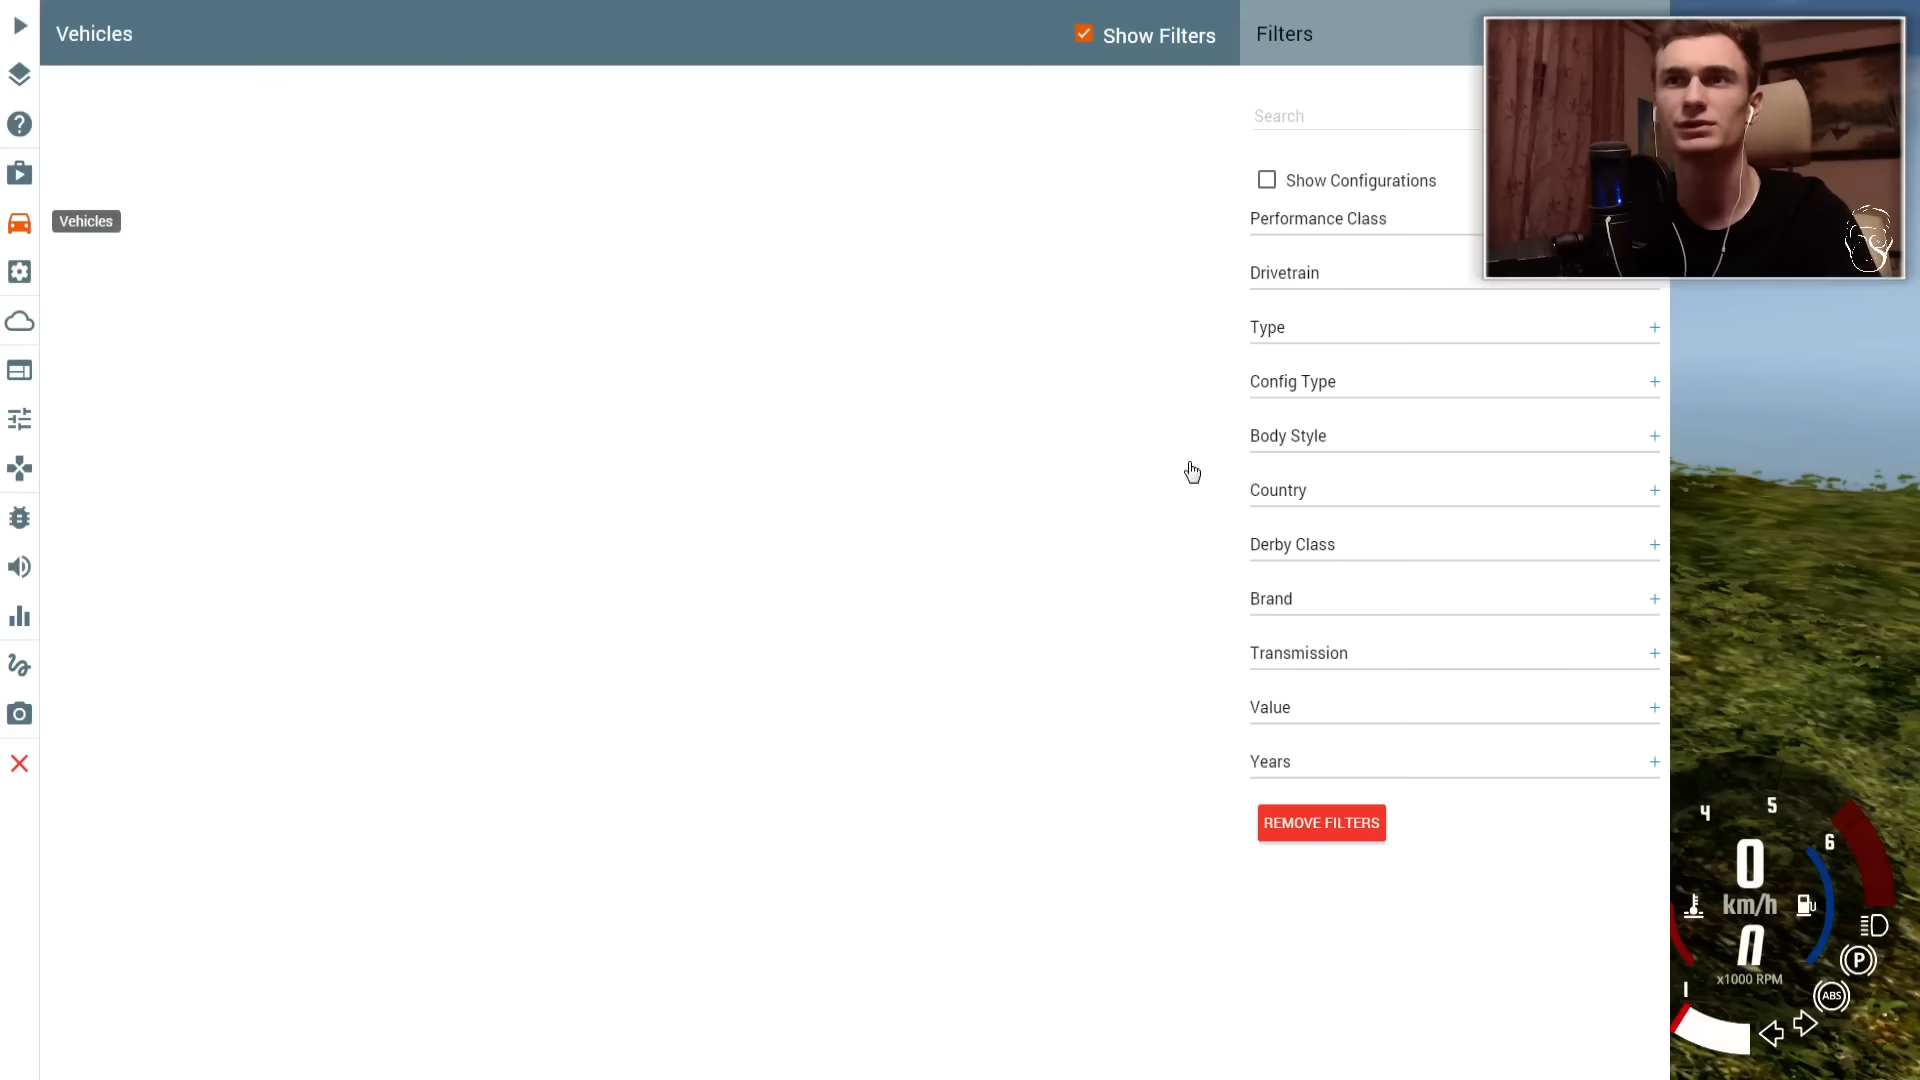 Vehicles
Show Filters
Filters
Search
Show Configurations
Vehicles
Performance Class
Drivetrain
Type
Config Type
Body Style
Country
Derby Class
Brand
Transmission
Value
Years
REMOVE FILTERS
4
5
6
0
km/h
n
x1000 RPM
1
P
ABS